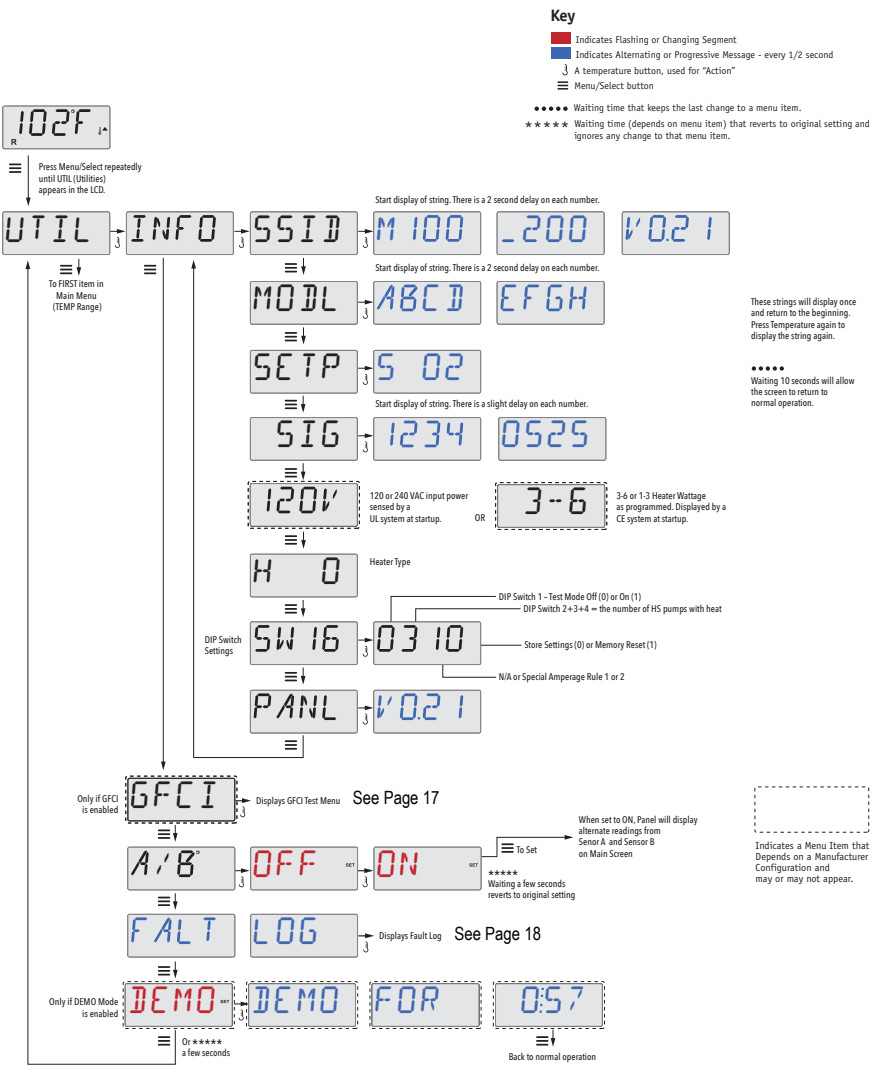 Key
Indicates Flashing or Changing Segment
Indicates Alternating or Progressive Message - every 1/2 second
A temperature button, used for "Action"
Menu/Select button
••••• Waiting time that keeps the last change to a menu item.
***** Waiting time (depends on menu item) that reverts to original setting and
ignores any change to that menu item.
102°F
R
Press Menu/Select repeatedly
until UTIL (Utilities)
appears in the LCD.
Start display of string. There is a 2 second delay on each number.
UTIL INFO SSID M100 _200 V0.21
To FIRST item in
Main Menu
(TEMP Range)
Start display of string. There is a 2 second delay on each number.
MODL ABCD EFGH
These strings will display once
and return to the beginning.
Press Temperature again to
display the string again.
•••••
Waiting 10 seconds will allow
the screen to return to
normal operation.
SETP S 02
Start display of string. There is a slight delay on each number.
SIG 1234 0525
120V
120 or 240 VAC input power
sensed by a
UL system at startup.
OR
3-6
3-6 or 1-3 Heater Wattage
as programmed. Displayed by a
CE system at startup.
H 0
Heater Type
DIP Switch 1 - Test Mode Off (0) or On (1)
DIP Switch 2+3+4 = the number of HS pumps with heat
DIP Switch
Settings
SW16 0310
Store Settings (0) or Memory Reset (1)
N/A or Special Amperage Rule 1 or 2
PANL V0.21
Only if GFCI
is enabled
GFCI
Displays GFCI Test Menu See Page 17
A/B° OFF SET ON SET
To Set
*****
Waiting a few seconds
reverts to original setting
When set to ON, Panel will display
alternate readings from
Senor A and Sensor B
on Main Screen
Indicates a Menu Item that
Depends on a Manufacturer
Configuration and
may or may not appear.
FALT LOG
Displays Fault Log See Page 18
Only if DEMO Mode
is enabled
DEMO SET DEMO FOR 0:57
Or *****
a few seconds
Back to normal operation